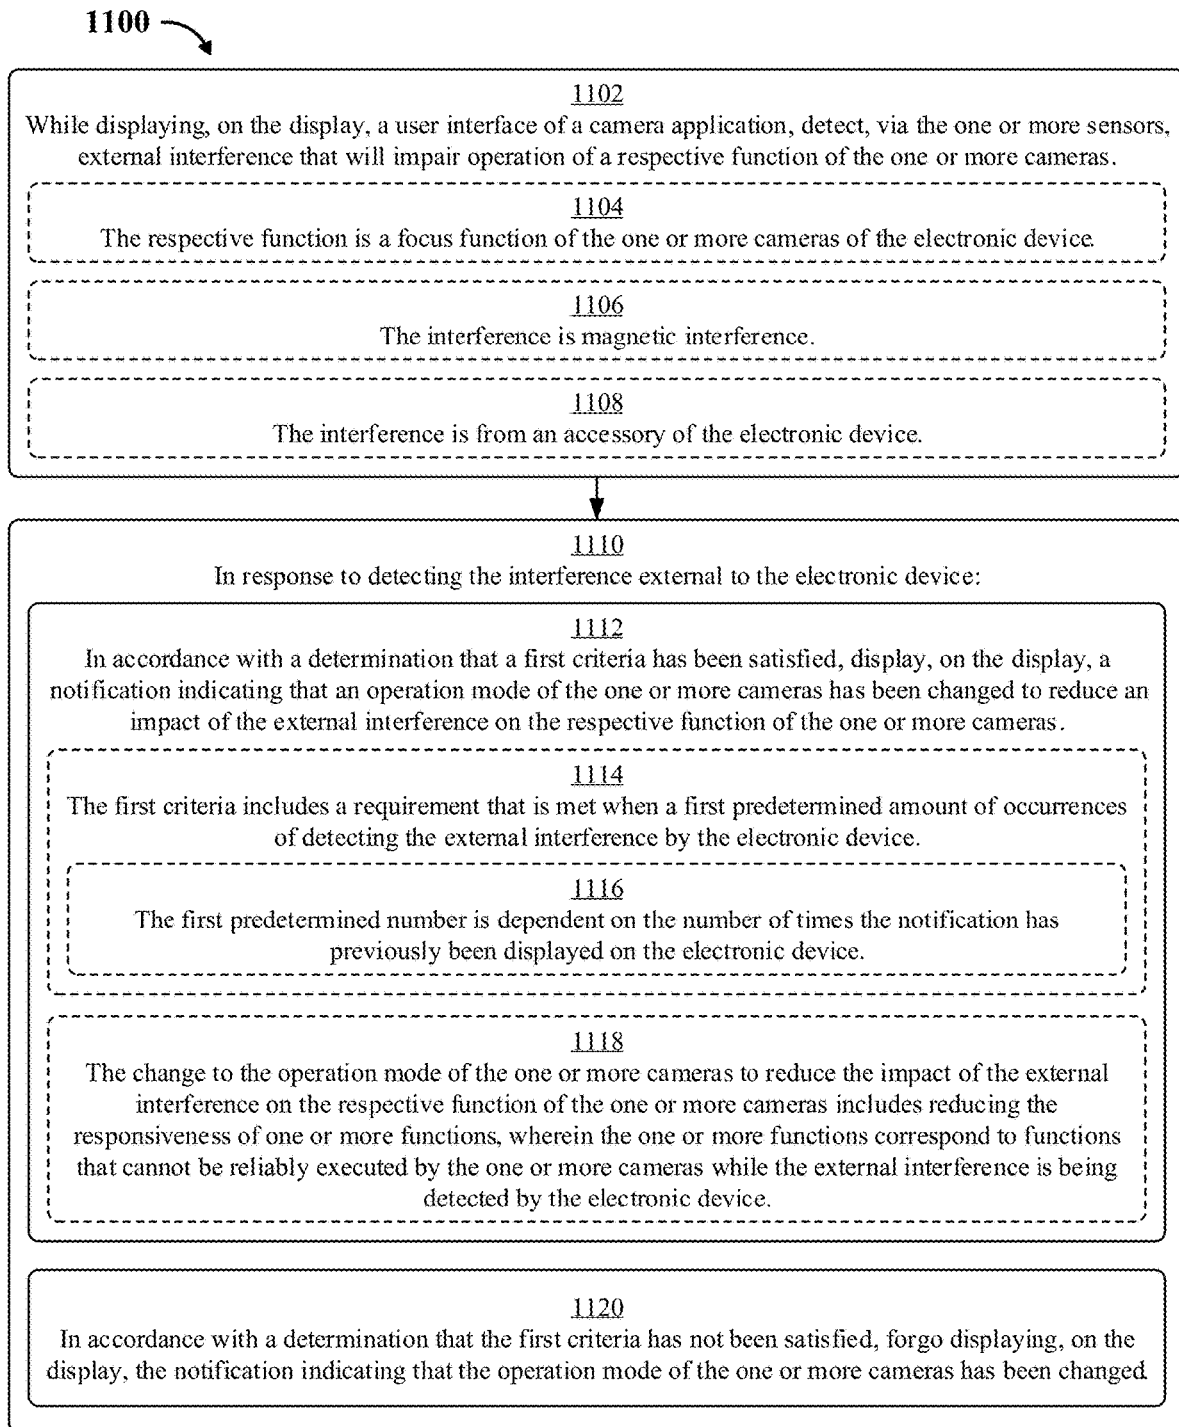 1100
1102
While displaying, on the display, a user interface of a camera application, detect, via the one or more sensors,
external interference that will impair operation of a respective function of the one or more cameras.
1104
The respective function is a focus function of the one or more cameras of the electronic device.
1106
The interference is magnetic interference.
1108
The interference is from an accessory of the electronic device.
1110
In response to detecting the interference external to the electronic device:
1112
In accordance with a determination that a first criteria has been satisfied, display, on the display, a
notification indicating that an operation mode of the one or more cameras has been changed to reduce an
impact of the external interference on the respective function of the one or more cameras.
1114
The first criteria includes a requirement that is met when a first predetermined amount of occurrences
of detecting the external interference by the electronic device.
1116
The first predetermined number is dependent on the number of times the notification has
previously been displayed on the electronic device.
1118
The change to the operation mode of the one or more cameras to reduce the impact of the external
interference on the respective function of the one or more cameras includes reducing the
responsiveness of one or more functions, wherein the one or more functions correspond to functions
that cannot be reliably executed by the one or more cameras while the external interference is being
detected by the electronic device.
1120
In accordance with a determination that the first criteria has not been satisfied, forgo displaying, on the
display, the notification indicating that the operation mode of the one or more cameras has been changed